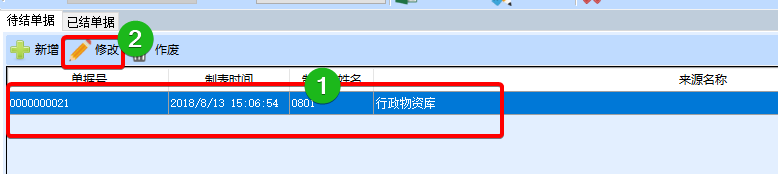 待结单据 已结单据
新增 修改 2 作废
单据号 制表时间 1 姓名 来源名称
0000000021 2018/8/13 15:06:54 0801 行政物资库